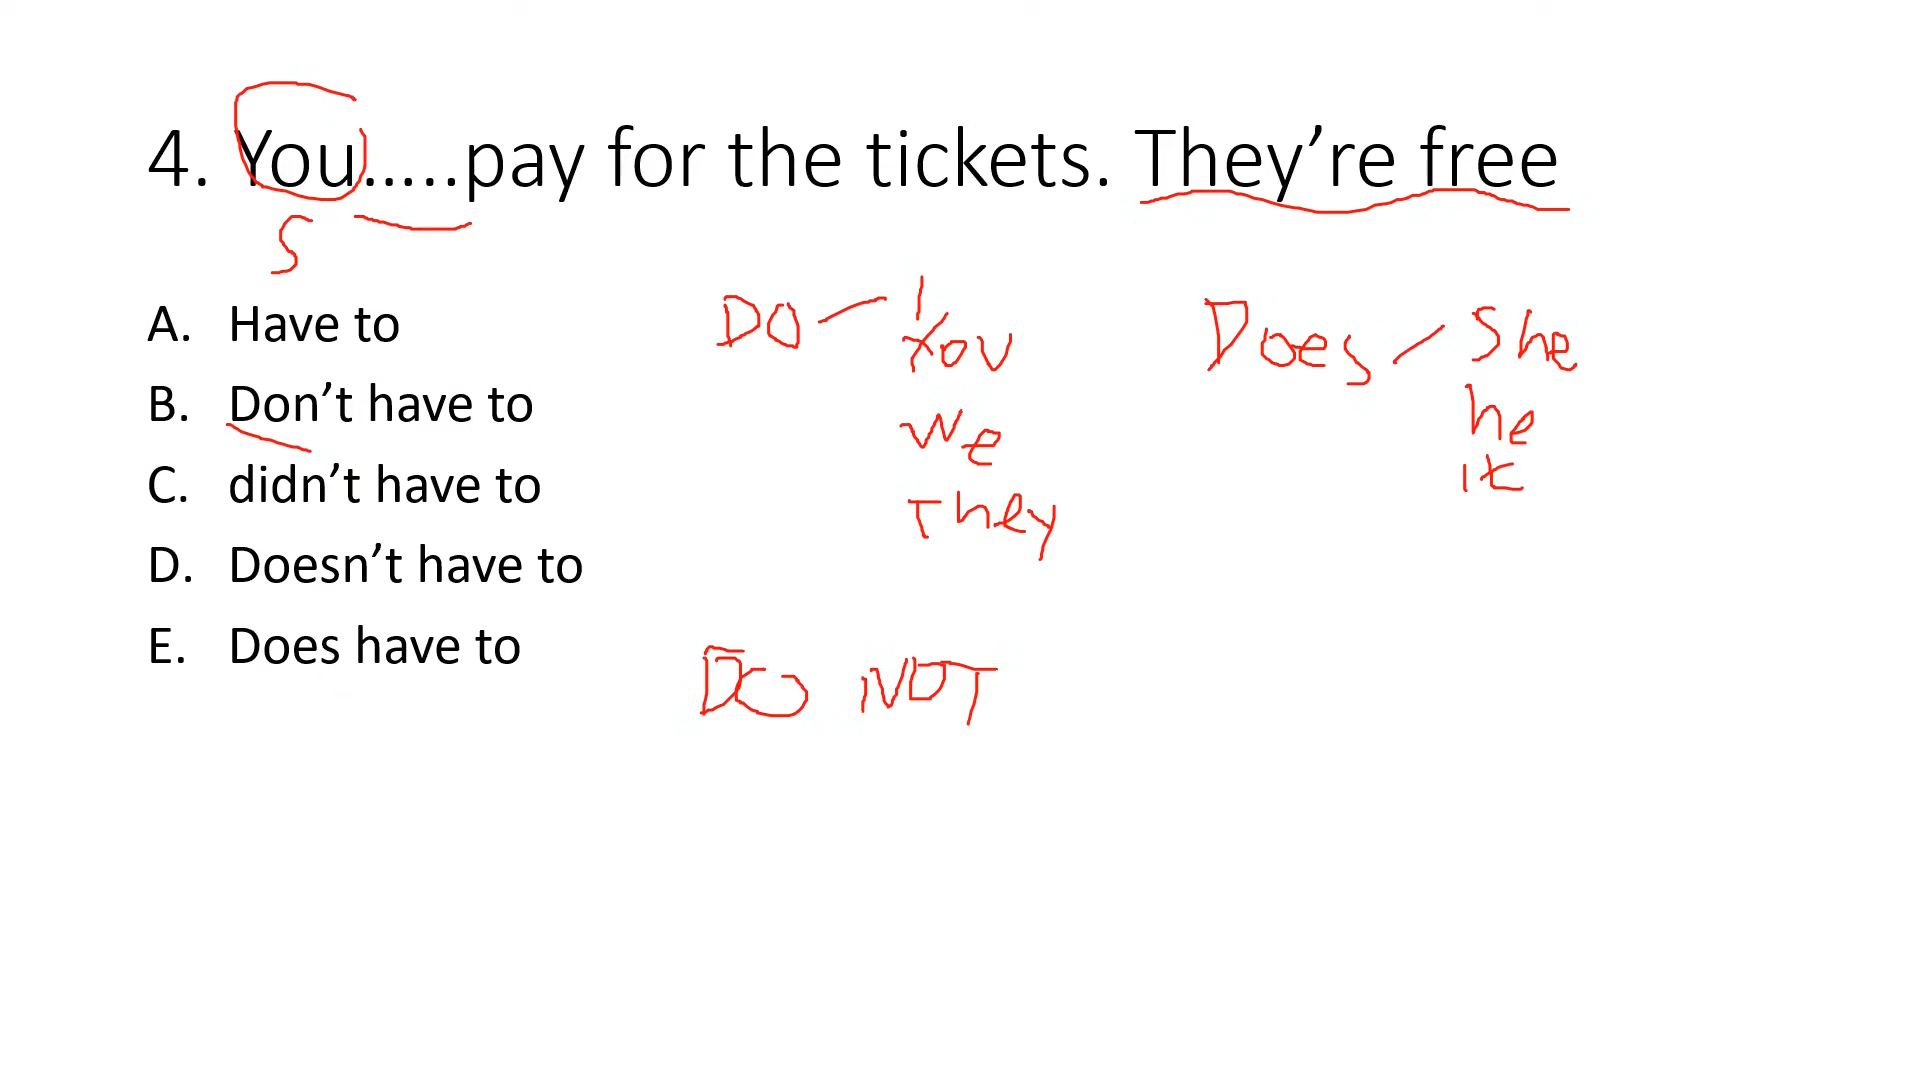 4. You.....pay for the tickets. They're free
S
A. Have to
B. Don't have to
C. didn't have to
D. Doesn't have to
E. Does have to
DO — I
You
we
They
Does — She
he
it
DO NOT